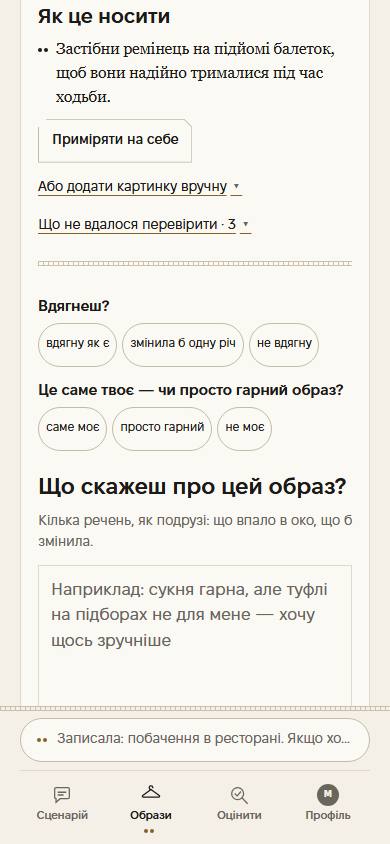 Як це носити
Застібни ремінець на підйомі балеток,
щоб вони надійно трималися під час
ходьби.
Приміряти на себе
Або додати картинку вручну
Що не вдалося перевірити · 3
Вдягнеш?
вдягну як є
змінила б одну річ
не вдягну
Це саме твоє — чи просто гарний образ?
саме моє
просто гарний
не моє
Що скажеш про цей образ?
Кілька речень, як подрузі: що впало в око, що б
змінила.
Наприклад: сукня гарна, але туфлі
на підборах не для мене — хочу
щось зручніше
Записала: побачення в ресторані. Якщо хо...
Сценарій
Образи
Оцінити
М
Профіль